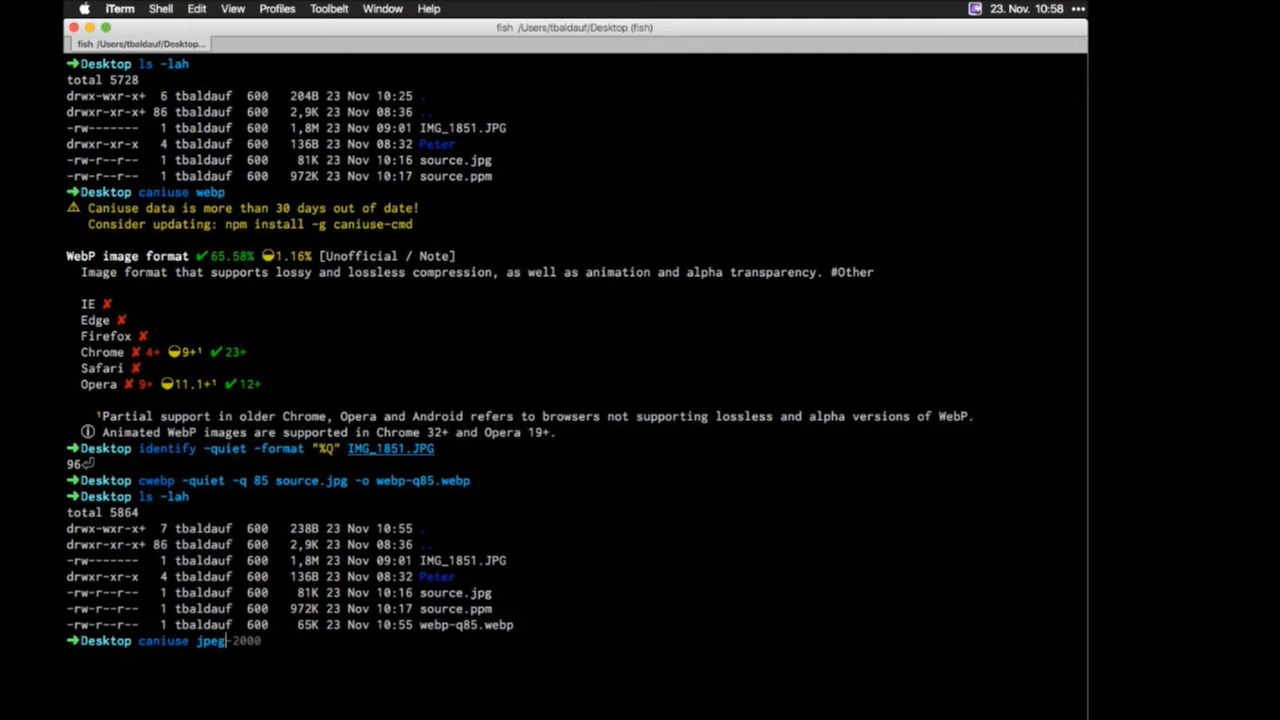 iTerm Shell Edit View Profiles Toolbelt Window Help 23. Nov. 10:58 •••
fish /Users/tbaldauf/Desktop (fish)
fish /Users/tbaldauf/Desktop...
➜Desktop ls -lah
total 5728
drwx-wxr-x+ 6 tbaldauf 600 204B 23 Nov 10:25 .
drwxr-xr-x+ 86 tbaldauf 600 2,9K 23 Nov 08:36 ..
-rw------- 1 tbaldauf 600 1,8M 23 Nov 09:01 IMG_1851.JPG
drwxr-xr-x 4 tbaldauf 600 136B 23 Nov 08:32 Peter
-rw-r--r-- 1 tbaldauf 600 81K 23 Nov 10:16 source.jpg
-rw-r--r-- 1 tbaldauf 600 972K 23 Nov 10:17 source.ppm
➜Desktop caniuse webp
⚠ Caniuse data is more than 30 days out of date!
Consider updating: npm install -g caniuse-cmd
WebP image format ✔65.58% ◒1.16% [Unofficial / Note]
Image format that supports lossy and lossless compression, as well as animation and alpha transparency. #Other
IE ✘
Edge ✘
Firefox ✘
Chrome ✘ 4+ ◒9+¹ ✔23+
Safari ✘
Opera ✘ 9+ ◒11.1+¹ ✔12+
¹Partial support in older Chrome, Opera and Android refers to browsers not supporting lossless and alpha versions of WebP.
ⓘ Animated WebP images are supported in Chrome 32+ and Opera 19+.
➜Desktop identify -quiet -format "%Q" IMG_1851.JPG
96⏎
➜Desktop cwebp -quiet -q 85 source.jpg -o webp-q85.webp
➜Desktop ls -lah
total 5864
drwx-wxr-x+ 7 tbaldauf 600 238B 23 Nov 10:55 .
drwxr-xr-x+ 86 tbaldauf 600 2,9K 23 Nov 08:36 ..
-rw------- 1 tbaldauf 600 1,8M 23 Nov 09:01 IMG_1851.JPG
drwxr-xr-x 4 tbaldauf 600 136B 23 Nov 08:32 Peter
-rw-r--r-- 1 tbaldauf 600 81K 23 Nov 10:16 source.jpg
-rw-r--r-- 1 tbaldauf 600 972K 23 Nov 10:17 source.ppm
-rw-r--r-- 1 tbaldauf 600 65K 23 Nov 10:55 webp-q85.webp
➜Desktop caniuse jpeg-2000